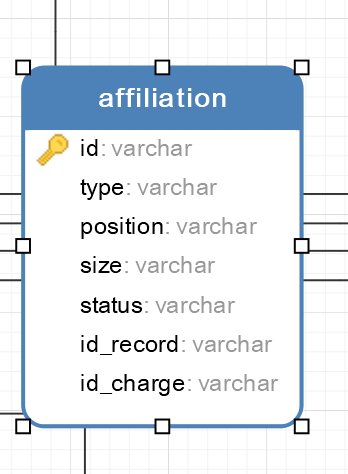 affiliation
id: varchar
type: varchar
position: varchar
size: varchar
status: varchar
id_record: varchar
id_charge: varchar